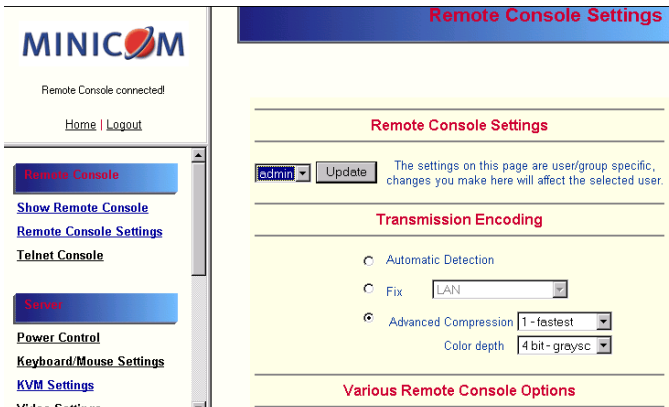 Remote Console Settings
MINICOM
Remote Console connected!
Home | Logout
Remote Console
Show Remote Console
Remote Console Settings
Telnet Console
Server
Power Control
Keyboard/Mouse Settings
KVM Settings
Video Settings
Remote Console Settings
admin Update The settings on this page are user/group specific,
changes you make here will affect the selected user.
Transmission Encoding
Automatic Detection
Fix LAN
Advanced Compression 1 - fastest
Color depth 4 bit - graysc
Various Remote Console Options